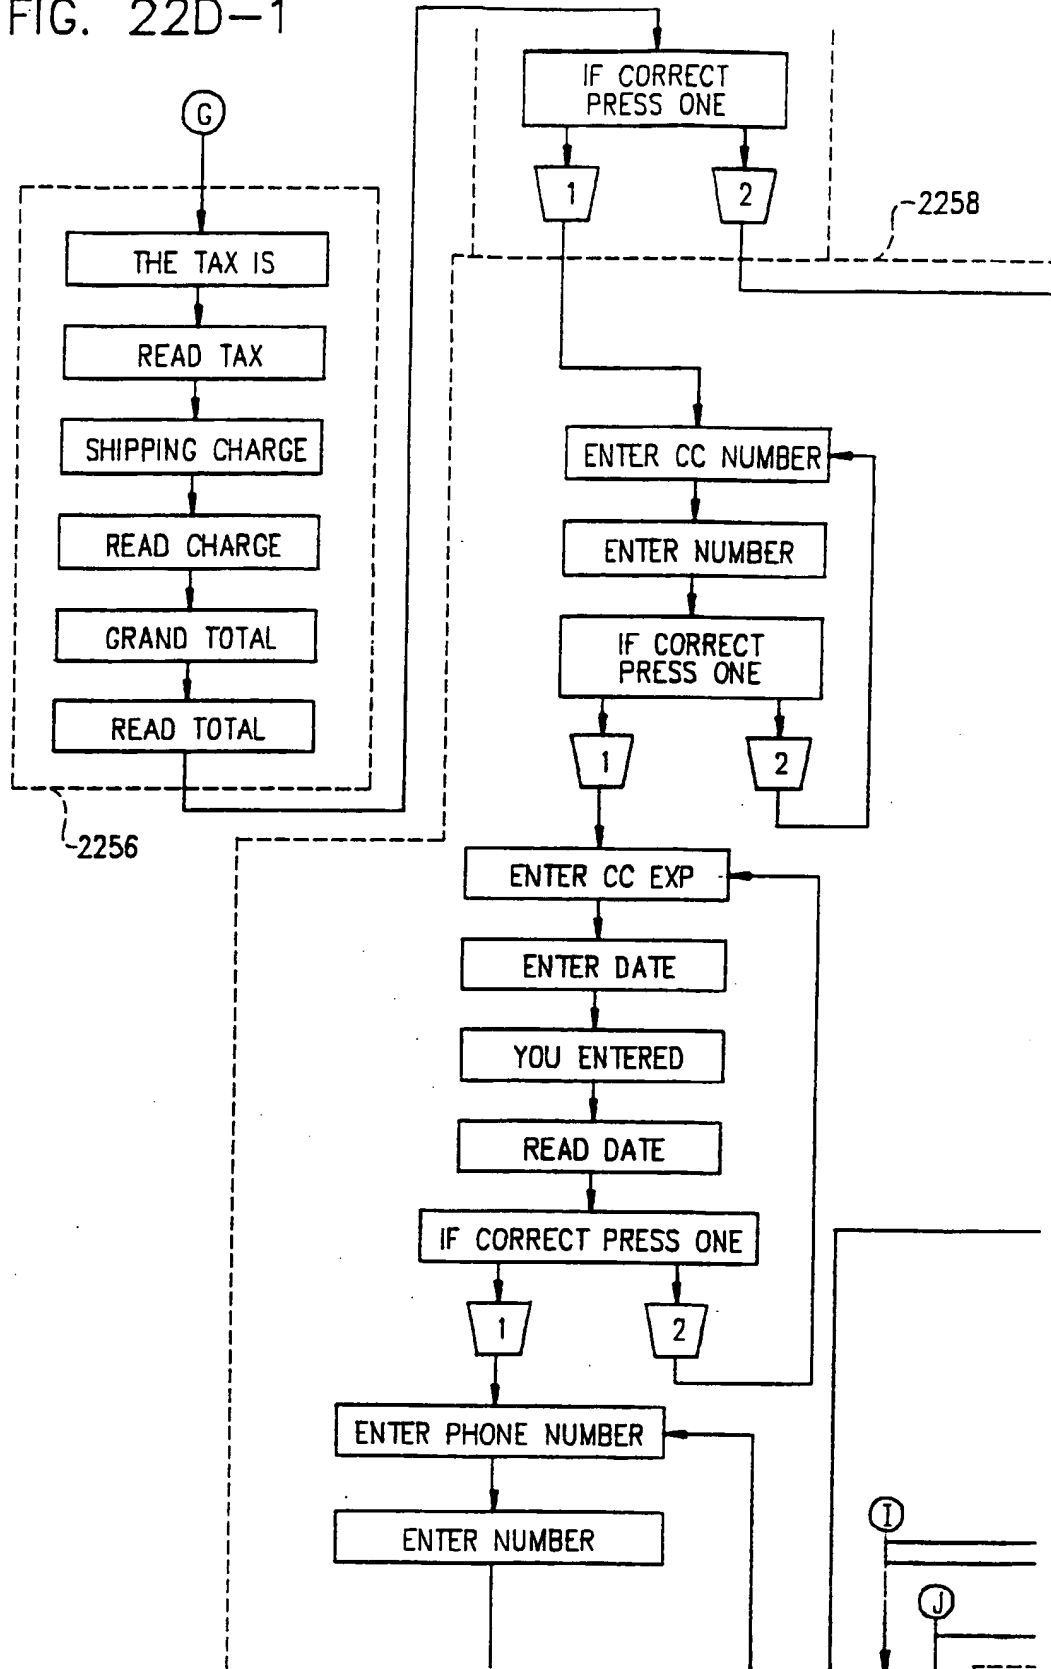 FIG. 22D-1
G
THE TAX IS
READ TAX
SHIPPING CHARGE
READ CHARGE
GRAND TOTAL
READ TOTAL
2256
IF CORRECT
PRESS ONE
1
2
2258
ENTER CC NUMBER
ENTER NUMBER
IF CORRECT
PRESS ONE
1
2
ENTER CC EXP
ENTER DATE
YOU ENTERED
READ DATE
IF CORRECT PRESS ONE
1
2
ENTER PHONE NUMBER
ENTER NUMBER
I
J